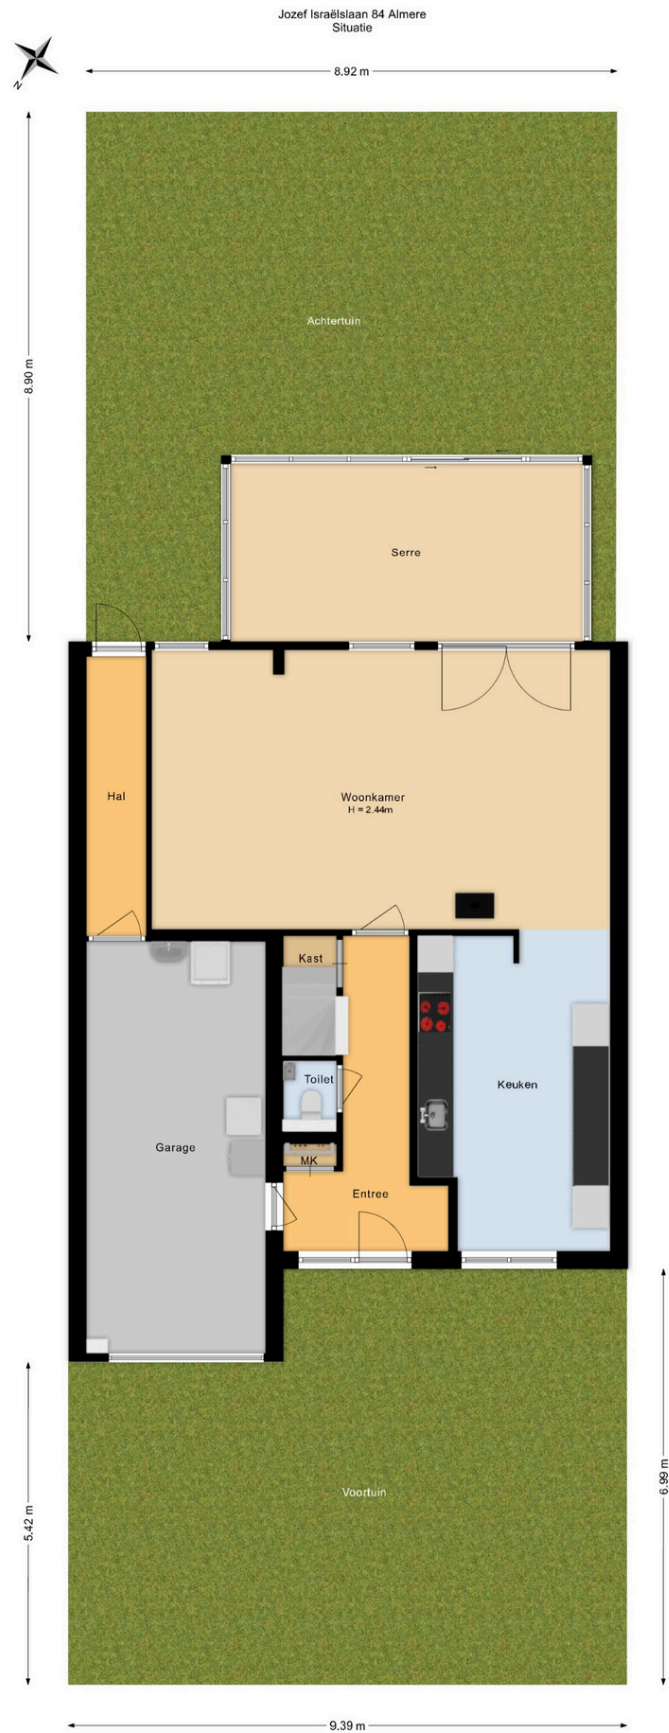 Jozef Israëlslaan 84 Almere
Situatie
N
8.92 m
8.90 m
Achtertuin
Serre
Hal
Woonkamer
H = 2.44m
Kast
Toilet
Keuken
Garage
MK
Entree
Voortuin
5.42 m
6.99 m
9.39 m